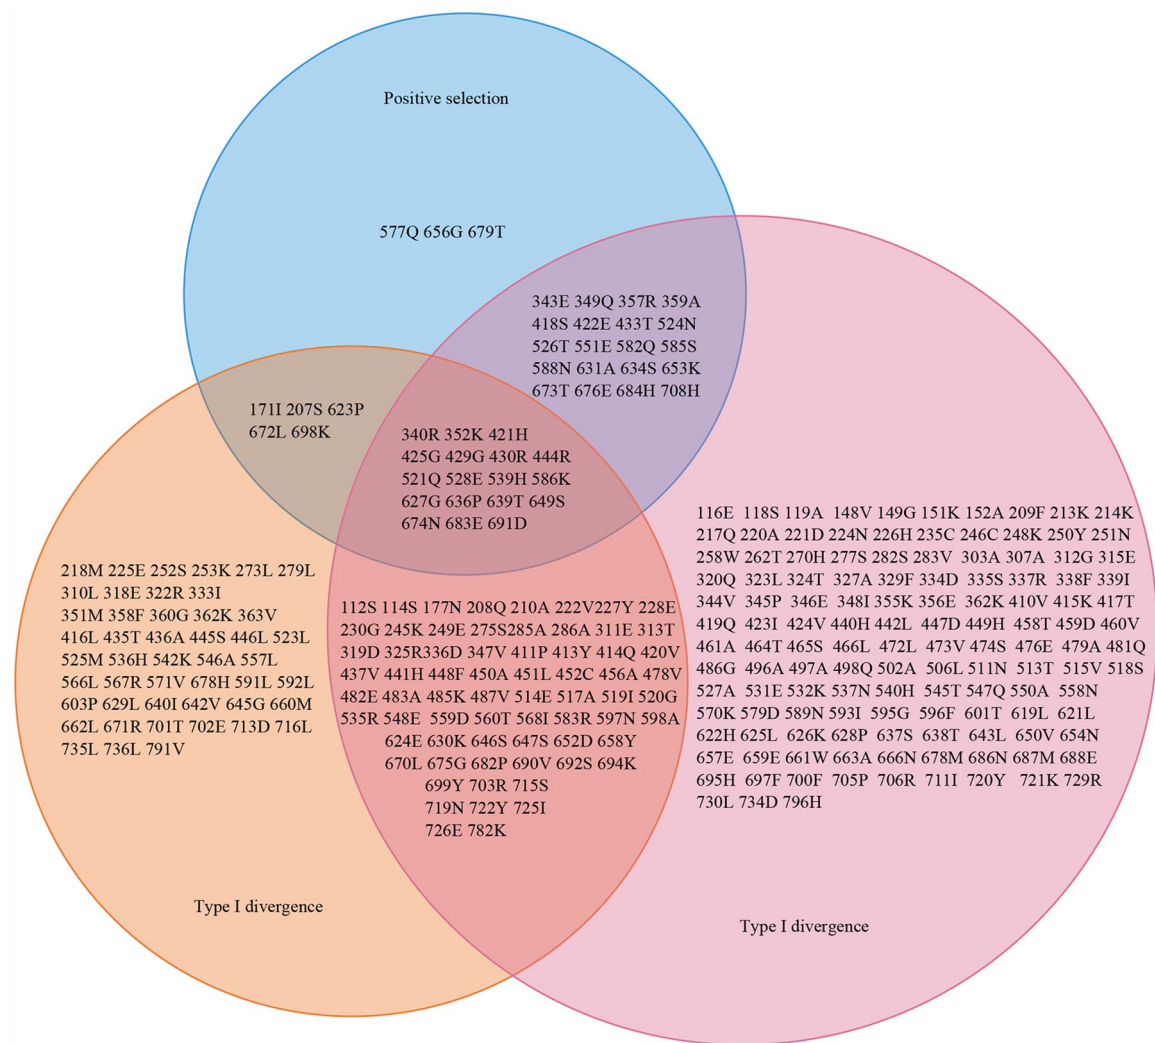 Positive selection
577Q 656G 679T
343E 349Q 357R 359A
418S 422E 433T 524N
526T 551E 582Q 585S
588N 631A 634S 653K
673T 676E 684H 708H
171I 207S 623P
672L 698K
340R 352K 421H
425G 429G 430R 444R
521Q 528E 539H 586K
627G 636P 639T 649S
674N 683E 691D
218M 225E 252S 253K 273L 279L
310L 318E 322R 333I
351M 358F 360G 362K 363V
416L 435T 436A 445S 446L 523L
525M 536H 542K 546A 557L
566L 567R 571V 678H 591L 592L
603P 629L 640I 642V 645G 660M
662L 671R 701T 702E 713D 716L
735L 736L 791V
112S 114S 177N 208Q 210A 222V227Y 228E
230G 245K 249E 275S285A 286A 311E 313T
319D 325R336D 347V 411P 413Y 414Q 420V
437V 441H 448F 450A 451L 452C 456A 478V
482E 483A 485K 487V 514E 517A 519I 520G
535R 548E 559D 560T 568I 583R 597N 598A
624E 630K 646S 647S 652D 658Y
670L 675G 682P 690V 692S 694K
699Y 703R 715S
719N 722Y 725I
726E 782K
116E 118S 119A 148V 149G 151K 152A 209F 213K 214K
217Q 220A 221D 224N 226H 235C 246C 248K 250Y 251N
258W 262T 270H 277S 282S 283V 303A 307A 312G 315E
320Q 323L 324T 327A 329F 334D 335S 337R 338F 339I
344V 345P 346E 348I 355K 356E 362K 410V 415K 417T
419Q 423I 424V 440H 442L 447D 449H 458T 459D 460V
461A 464T 465S 466L 472L 473V 474S 476E 479A 481Q
486G 496A 497A 498Q 502A 506L 511N 513T 515V 518S
527A 531E 532K 537N 540H 545T 547Q 550A 558N
570K 579D 589N 593I 595G 596F 601T 619L 621L
622H 625L 626K 628P 637S 638T 643L 650V 654N
657E 659E 661W 663A 666N 678M 686N 687M 688E
695H 697F 700F 705P 706R 711I 720Y 721K 729R
730L 734D 796H
Type I divergence
Type I divergence